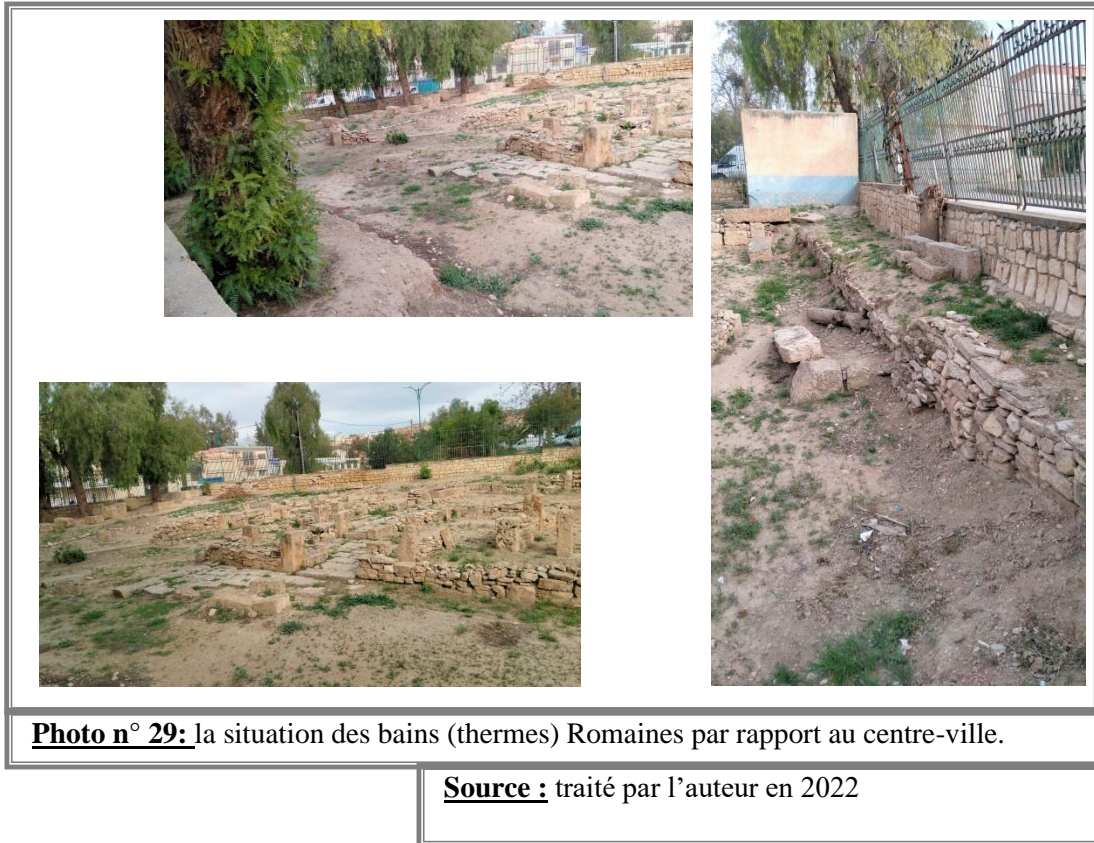 Photo n° 29: la situation des bains (thermes) Romaines par rapport au centre-ville.
Source : traité par l’auteur en 2022